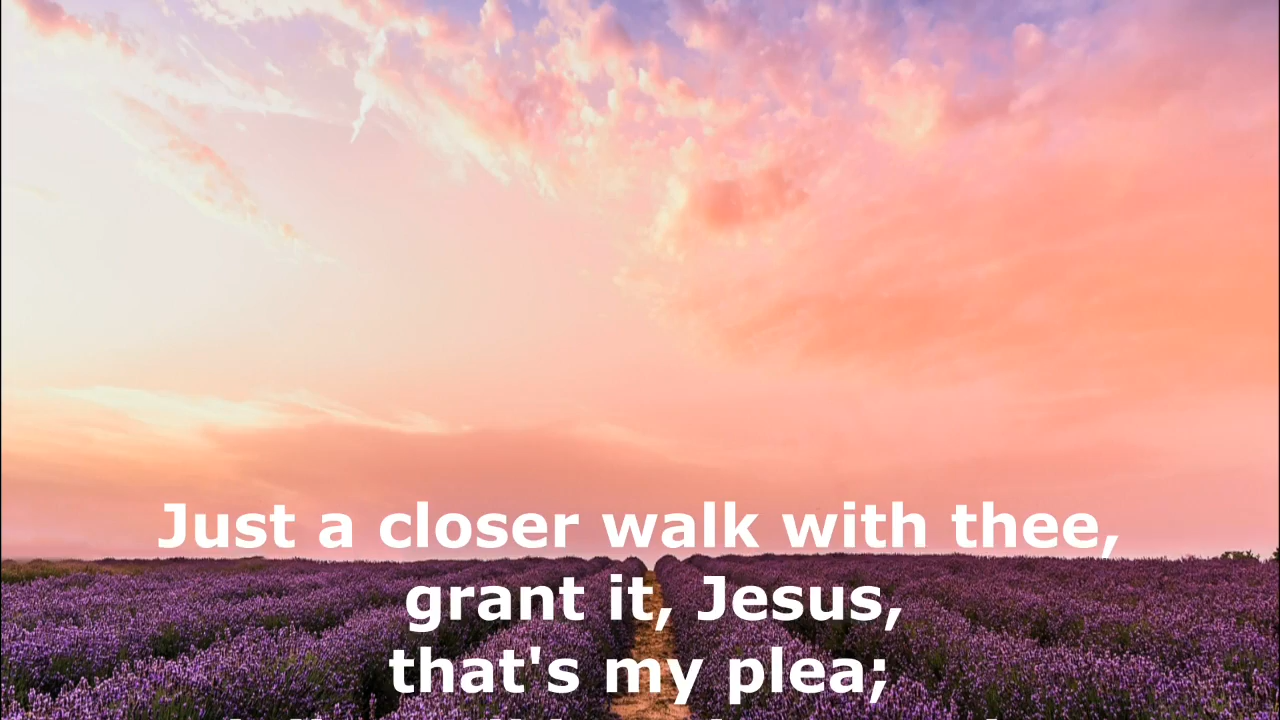 Just a closer walk with thee,
grant it, Jesus,
that's my plea;